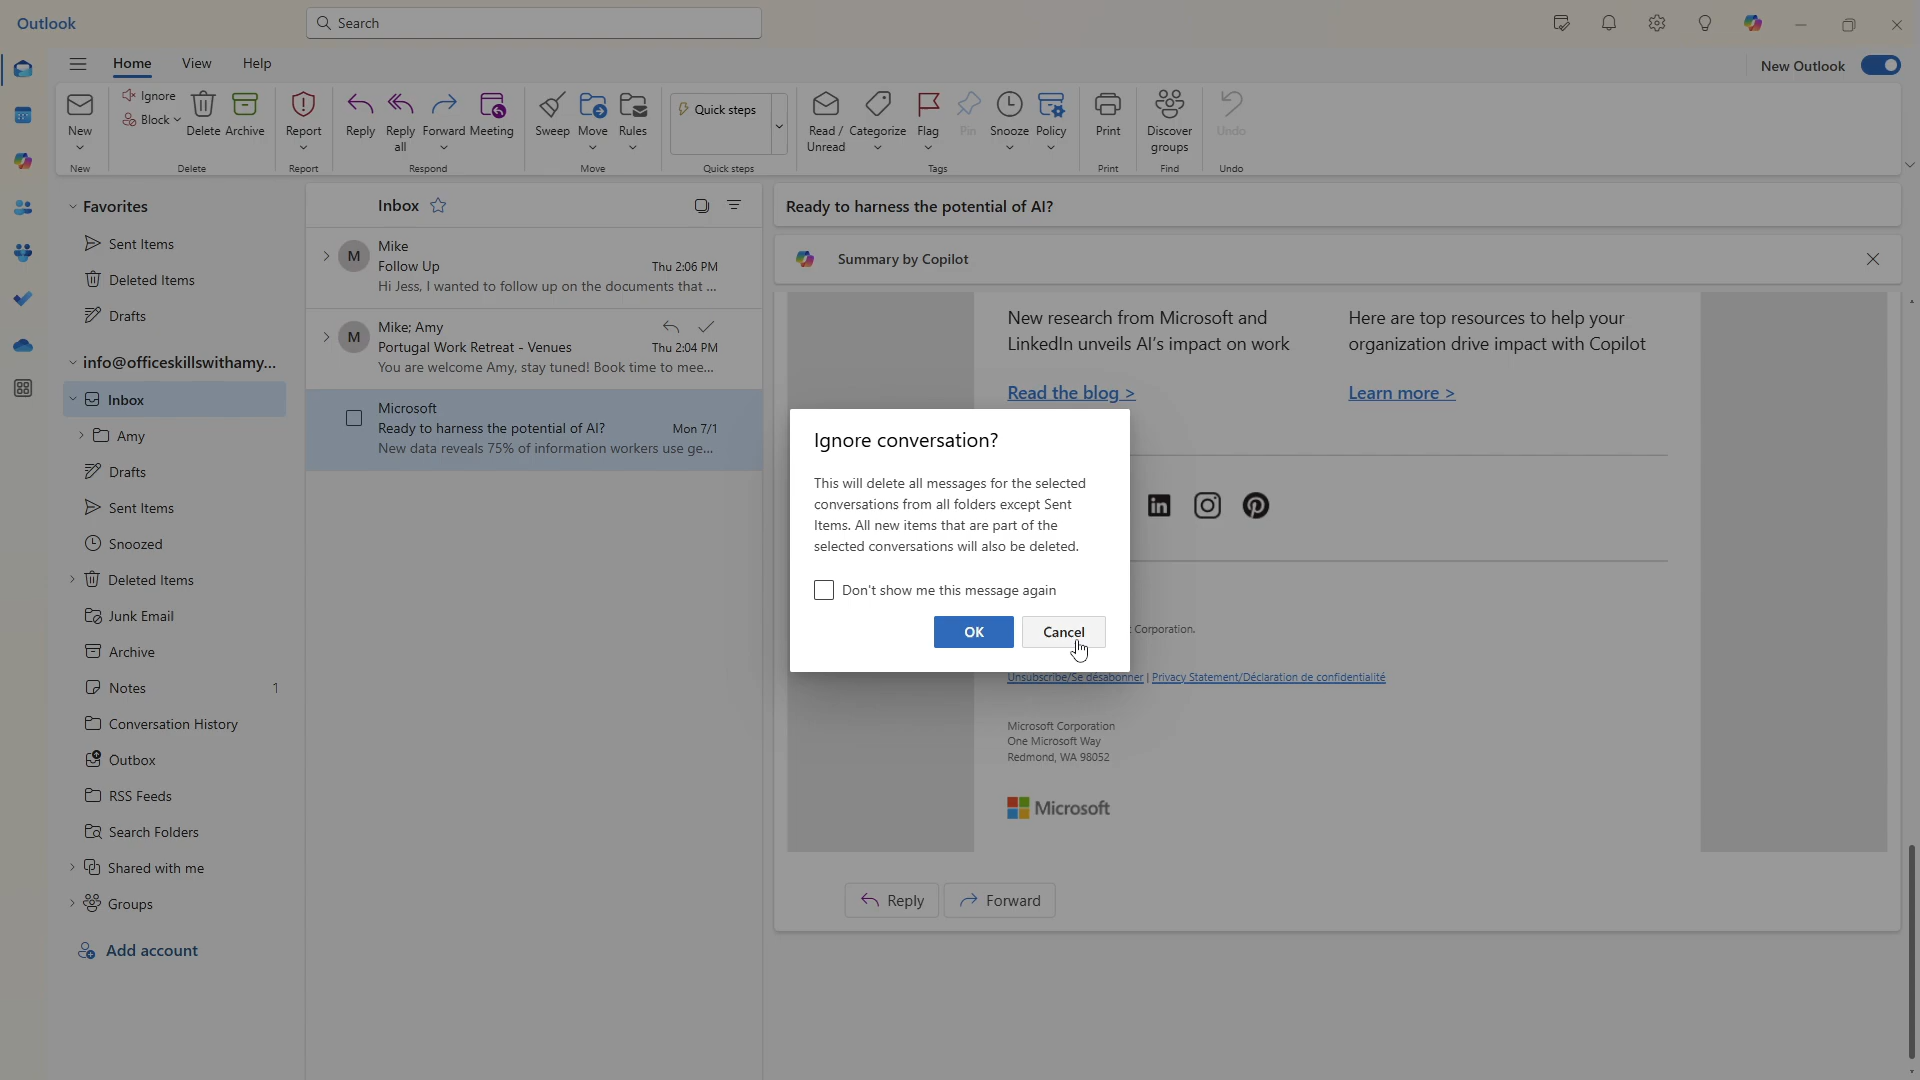 Outlook
Search
Home
View
Help
New Outlook
New
Ignore
Block
Delete
Archive
Report
Reply
Reply all
Forward
Meeting
Sweep
Move
Rules
Quick steps
Read / Unread
Categorize
Flag
Pin
Snooze
Policy
Print
Discover groups
Undo
New
Delete
Report
Respond
Move
Quick steps
Tags
Print
Find
Undo
Favorites
Sent Items
Deleted Items
Drafts
info@officeskillswithamy...
Inbox
Amy
Drafts
Sent Items
Snoozed
Deleted Items
Junk Email
Archive
Notes 1
Conversation History
Outbox
RSS Feeds
Search Folders
Shared with me
Groups
Add account
Inbox
M
Mike
Follow Up Thu 2:06 PM
Hi Jess, I wanted to follow up on the documents that ...
M
Mike; Amy
Portugal Work Retreat - Venues Thu 2:04 PM
You are welcome Amy, stay tuned! Book time to mee...
Microsoft
Ready to harness the potential of AI? Mon 7/1
New data reveals 75% of information workers use ge...
Ready to harness the potential of AI?
Summary by Copilot
New research from Microsoft and
LinkedIn unveils AI's impact on work
Read the blog >
Here are top resources to help your
organization drive impact with Copilot
Learn more >
Ignore conversation?
This will delete all messages for the selected
conversations from all folders except Sent
Items. All new items that are part of the
selected conversations will also be deleted.
Don't show me this message again
OK
Cancel
Corporation.
Unsubscribe/Se désabonner | Privacy Statement/Déclaration de confidentialité
Microsoft Corporation
One Microsoft Way
Redmond, WA 98052
Microsoft
Reply
Forward